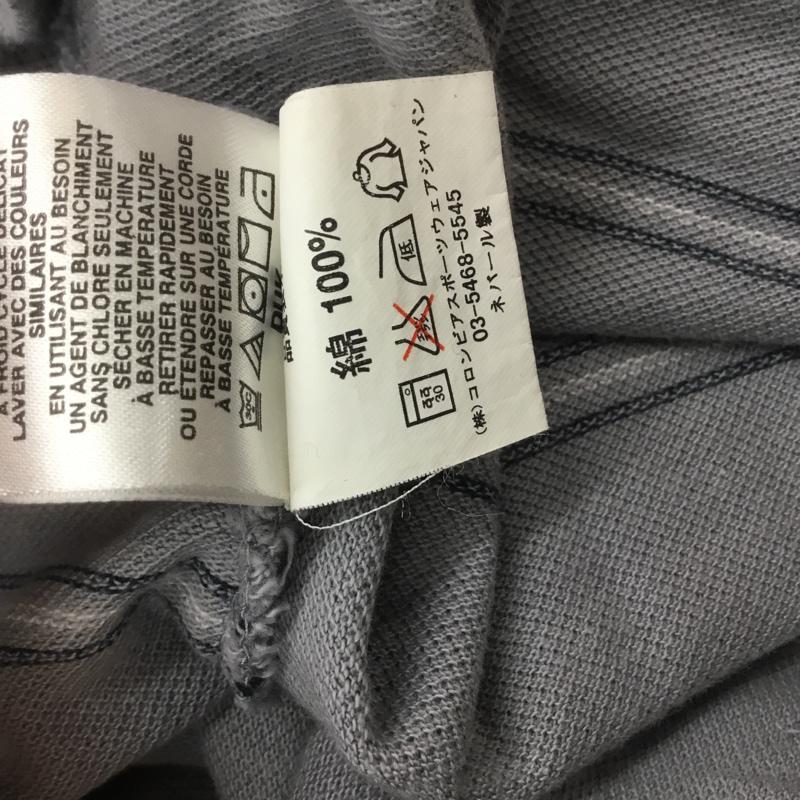 LAVER AVEC DES COULEURS
SIMILAIRES
EN UTILISANT AU BESOIN
UN AGENT DE BLANCHIMENT
SANS CHLORE SEULEMENT
SÉCHER EN MACHINE
À BASSE TEMPÉRATURE
RETIRER RAPIDEMENT
OU ÉTENDRE SUR UNE CORDE
REPASSER AU BESOIN
À BASSE TEMPÉRATURE
30C
綿 100%
低
30
(株)コロンビアスポーツウェアジャパン
03-5468-5545
ネパール製